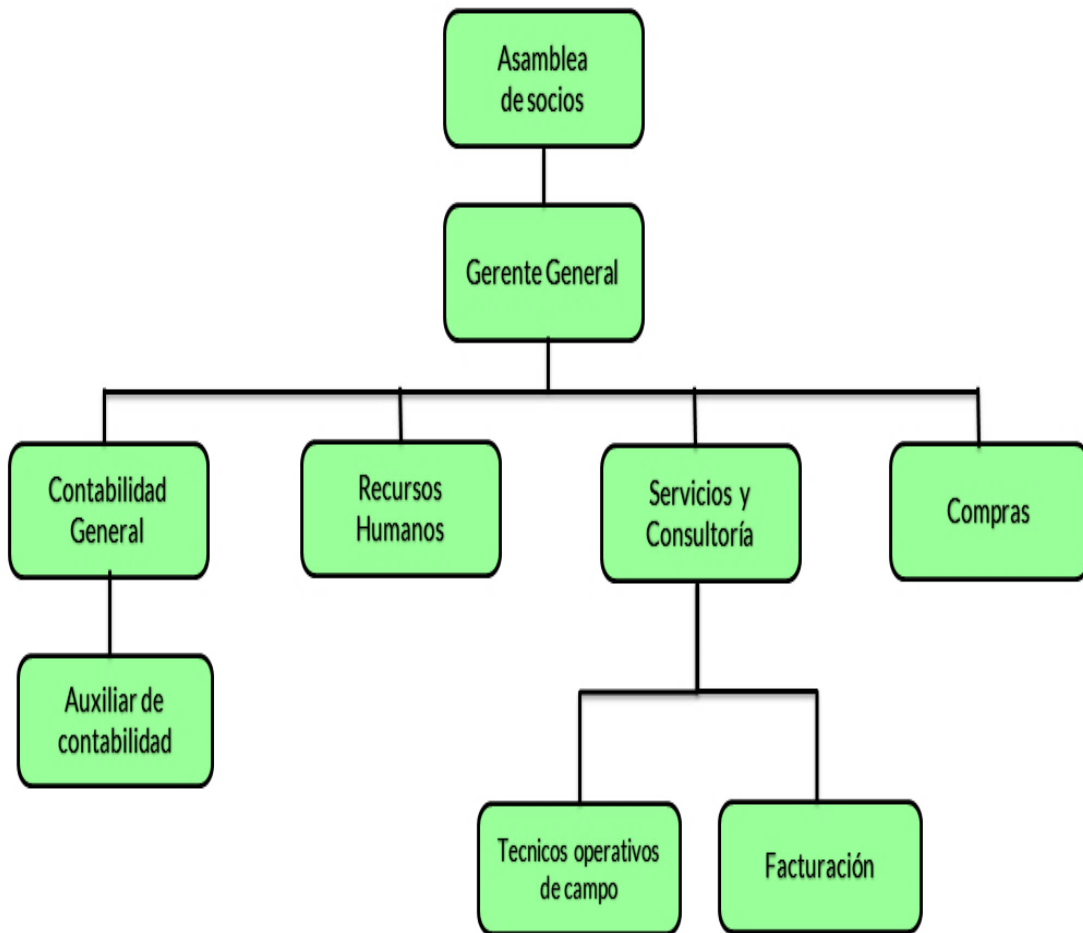 Asamblea
de socios
Gerente General
Contabilidad
General
Recursos
Humanos
Servicios y
Consultoría
Compras
Auxiliar de
contabilidad
Tecnicos operativos
de campo
Facturación